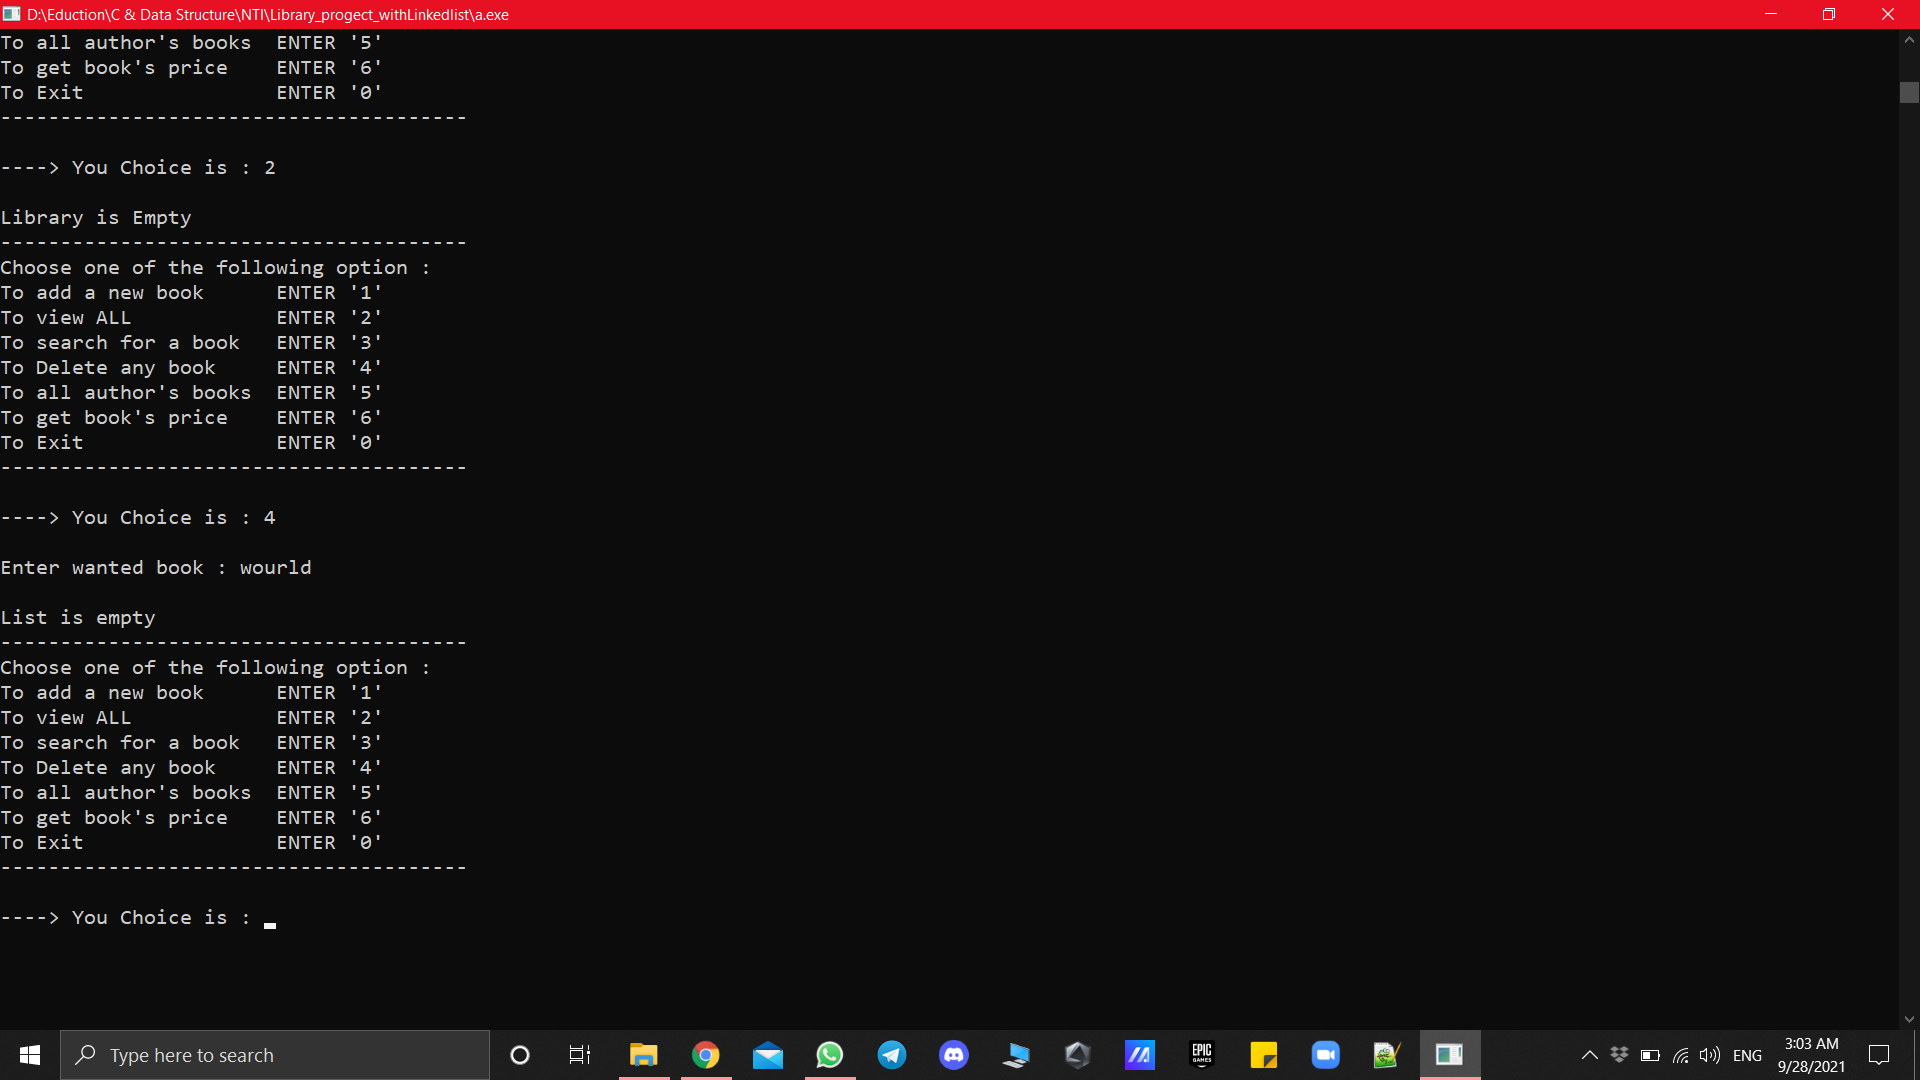 D:\Eduction\C & Data Structure\NTI\Library_progect_withLinkedlist\a.exe
To all author's books  ENTER '5'
To get book's price    ENTER '6'
To Exit                ENTER '0'
---------------------------------------

----> You Choice is : 2

Library is Empty
---------------------------------------
Choose one of the following option :
To add a new book      ENTER '1'
To view ALL            ENTER '2'
To search for a book   ENTER '3'
To Delete any book     ENTER '4'
To all author's books  ENTER '5'
To get book's price    ENTER '6'
To Exit                ENTER '0'
---------------------------------------

----> You Choice is : 4

Enter wanted book : wourld

List is empty
---------------------------------------
Choose one of the following option :
To add a new book      ENTER '1'
To view ALL            ENTER '2'
To search for a book   ENTER '3'
To Delete any book     ENTER '4'
To all author's books  ENTER '5'
To get book's price    ENTER '6'
To Exit                ENTER '0'
---------------------------------------

----> You Choice is :
Type here to search
EPIC
GAMES
ENG
3:03 AM
9/28/2021